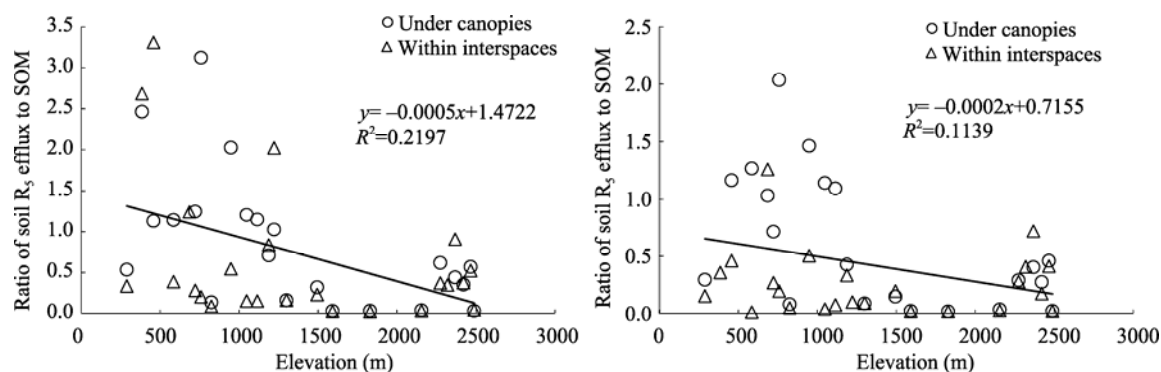 3.5
3.0
2.5
2.0
1.5
1.0
0.5
0.0
Ratio of soil R5 efflux to SOM
○ Under canopies
△ Within interspaces
y= –0.0005x+1.4722
R²=0.2197
500 1000 1500 2000 2500 3000
Elevation (m)
2.5
2.0
1.5
1.0
0.5
0.0
Ratio of soil R5 efflux to SOM
○ Under canopies
△ Within interspaces
y= –0.0002x+0.7155
R²=0.1139
0 500 1000 1500 2000 2500 3000
Elevation (m)